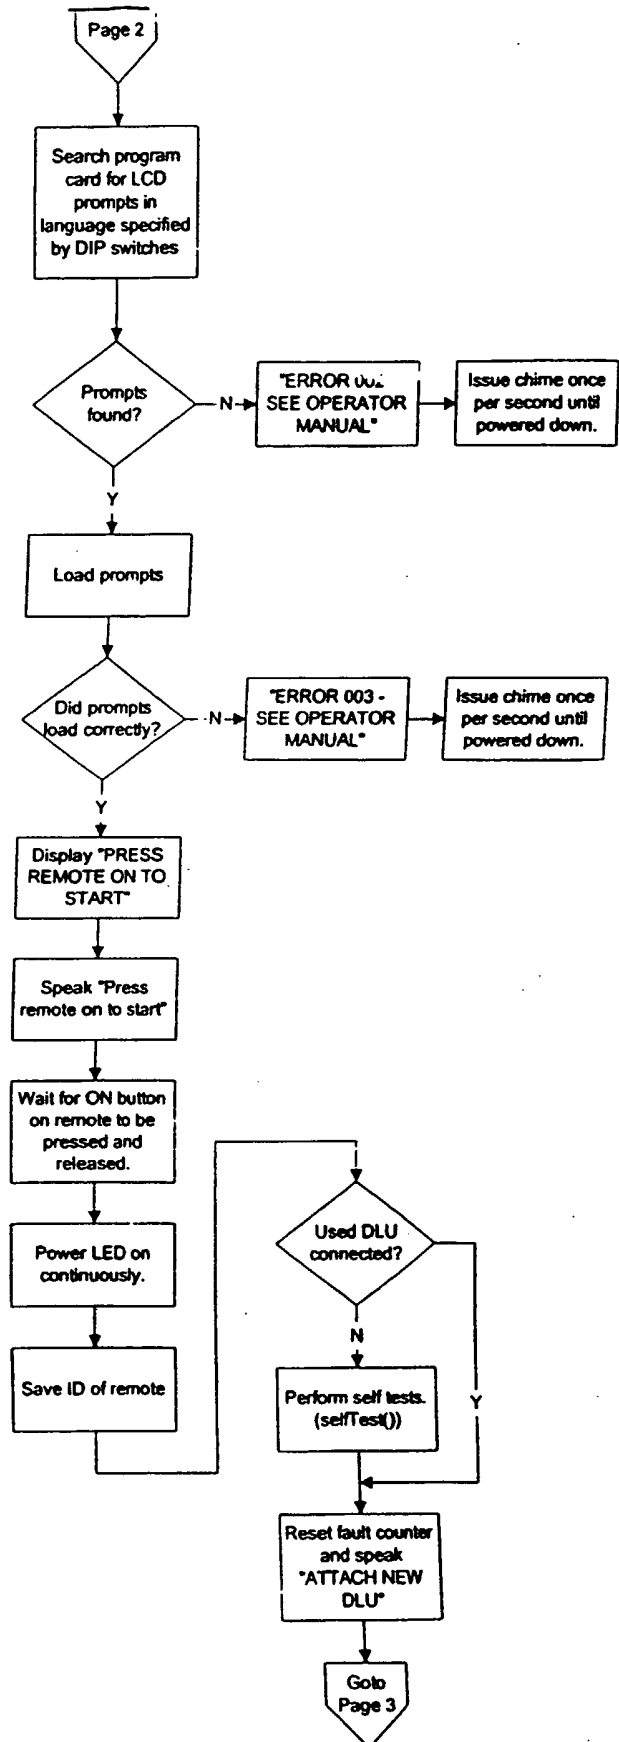 Page 2
Search program
card for LCD
prompts in
language specified
by DIP switches
Prompts
found?
N
"ERROR 002
SEE OPERATOR
MANUAL"
Issue chime once
per second until
powered down.
Y
Load prompts
Did prompts
load correctly?
N
"ERROR 003 -
SEE OPERATOR
MANUAL"
Issue chime once
per second until
powered down.
Y
Display "PRESS
REMOTE ON TO
START"
Speak "Press
remote on to start"
Wait for ON button
on remote to be
pressed and
released.
Power LED on
continuously.
Save ID of remote
Used DLU
connected?
N
Y
Perform self tests.
(selfTest())
Reset fault counter
and speak
"ATTACH NEW
DLU"
Goto
Page 3